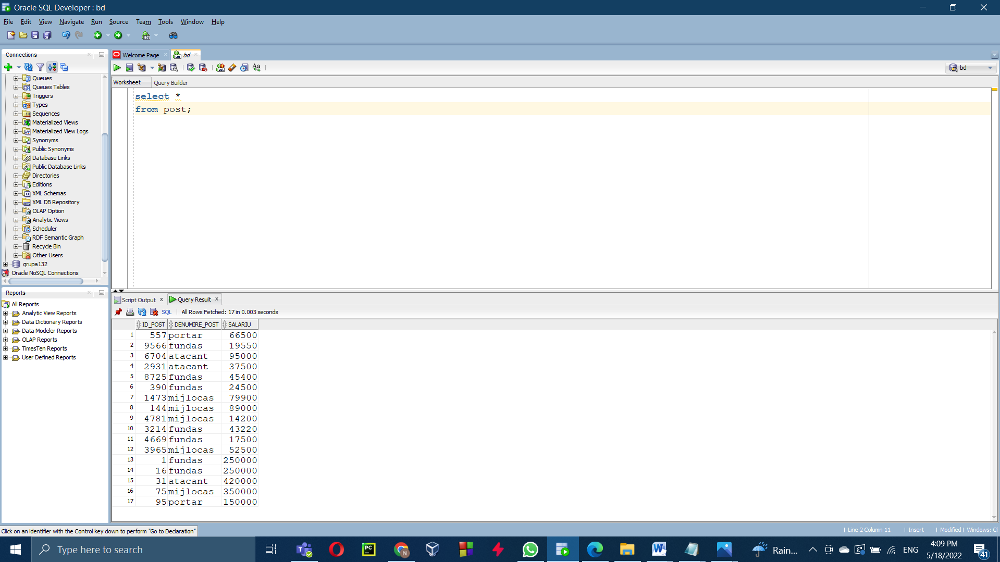 Oracle SQL Developer : bd
File Edit View Navigate Run Source Team Tools Window Help
Connections
Queues
Queues Tables
Triggers
Types
Sequences
Materialized Views
Materialized View Logs
Synonyms
Public Synonyms
Database Links
Public Database Links
Directories
Editions
XML Schemas
XML DB Repository
OLAP Option
Analytic Views
Scheduler
RDF Semantic Graph
Recycle Bin
Other Users
grupa132
Oracle NoSQL Connections
Reports
All Reports
Analytic View Reports
Data Dictionary Reports
Data Modeler Reports
OLAP Reports
TimesTen Reports
User Defined Reports
Welcome Page bd
bd
Worksheet Query Builder
select *
from post;
Script Output Query Result
SQL | All Rows Fetched: 17 in 0.003 seconds
ID_POST DENUMIRE_POST SALARIU
1 557 portar 66500
2 9566 fundas 19550
3 6704 atacant 95000
4 2931 atacant 37500
5 8725 fundas 45400
6 390 fundas 24500
7 1473 mijlocas 79900
8 144 mijlocas 89000
9 4781 mijlocas 14200
10 3214 fundas 43220
11 4669 fundas 17500
12 3965 mijlocas 52500
13 1 fundas 250000
14 16 fundas 250000
15 31 atacant 420000
16 75 mijlocas 350000
17 95 portar 150000
Click on an identifier with the Control key down to perform "Go to Declaration"
| Line 2 Column 11 | Insert | Modified | Windows: CF
Type here to search
Rain...
ENG
4:09 PM
5/18/2022
41